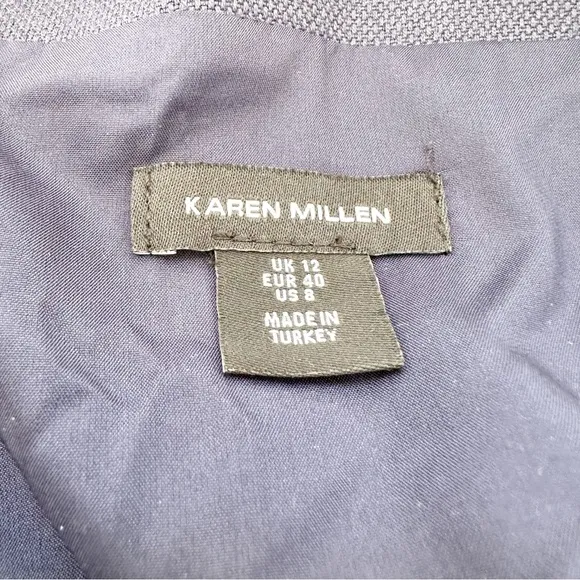 KAREN MILLEN
UK 12
EUR 40
US 8
MADE IN
TURKEY